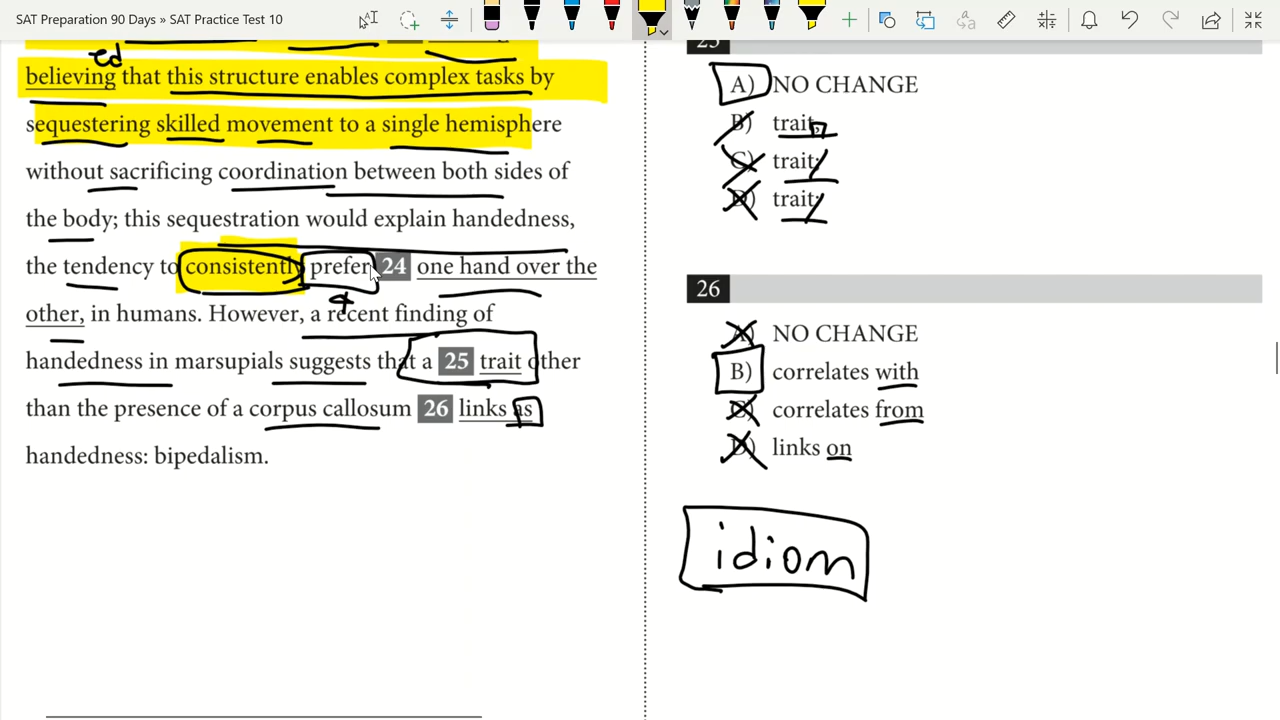 SAT Preparation 90 Days » SAT Practice Test 10
ed
believing that this structure enables complex tasks by
sequestering skilled movement to a single hemisphere
without sacrificing coordination between both sides of
the body; this sequestration would explain handedness,
the tendency to consistently prefer 24 one hand over the
other, in humans. However, a recent finding of
handedness in marsupials suggests that a 25 trait other
than the presence of a corpus callosum 26 links as
handedness: bipedalism.
25
A) NO CHANGE
B) trait,
C) trait;
D) trait:
26
A) NO CHANGE
B) correlates with
C) correlates from
D) links on
idiom